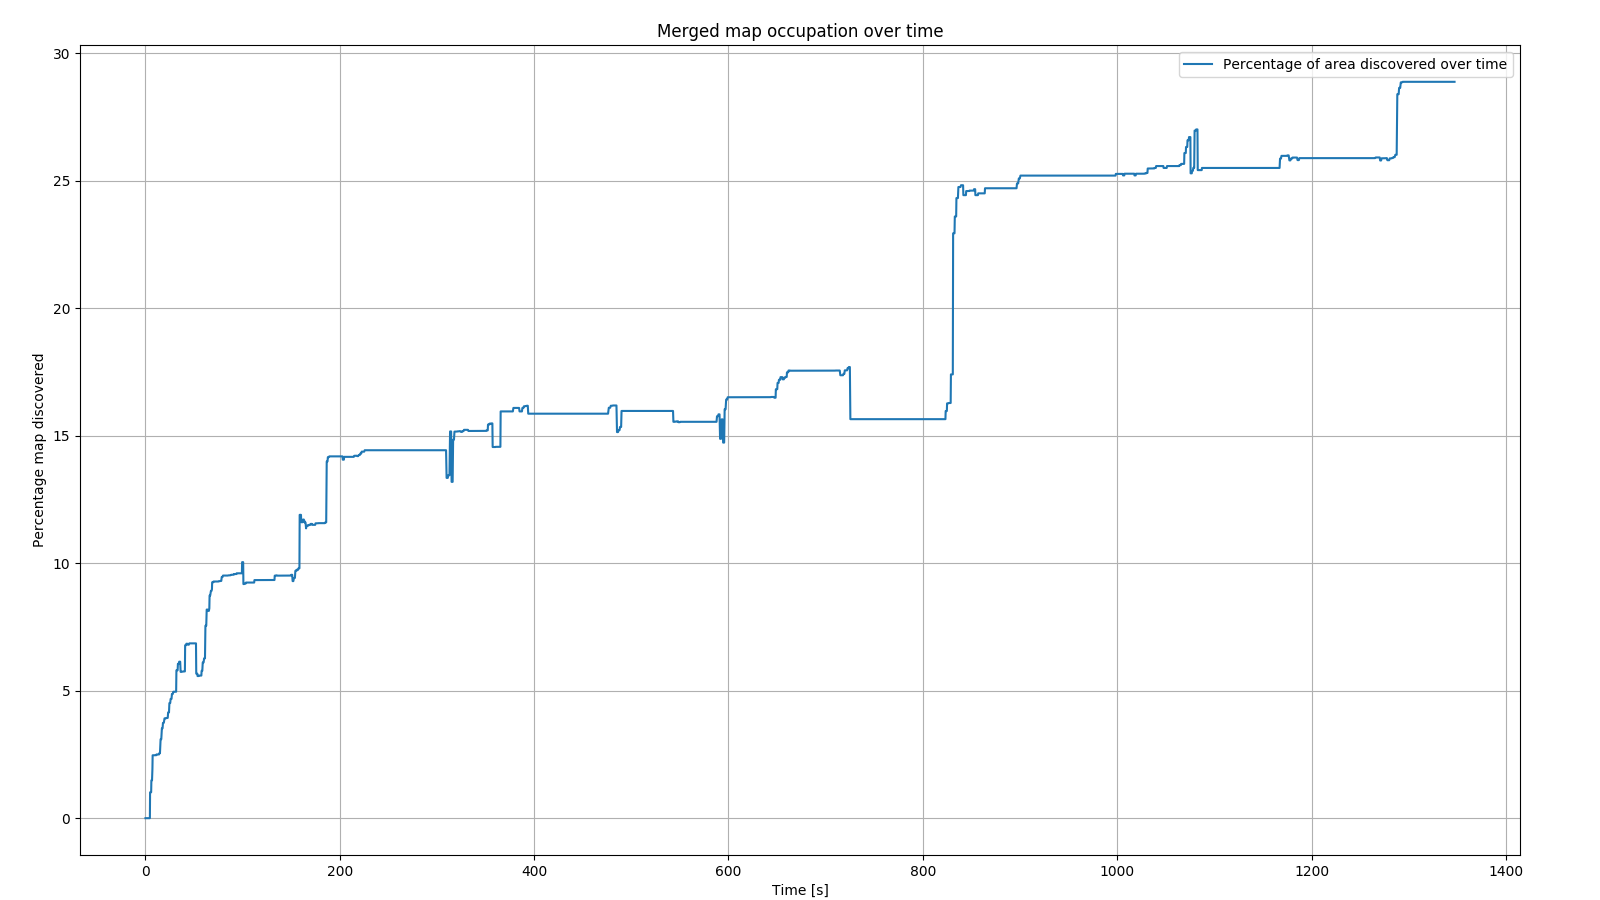 Merged map occupation over time
Percentage of area discovered over time
30
25
20
15
10
5
0
Percentage map discovered
0 200 400 600 800 1000 1200 1400
Time [s]